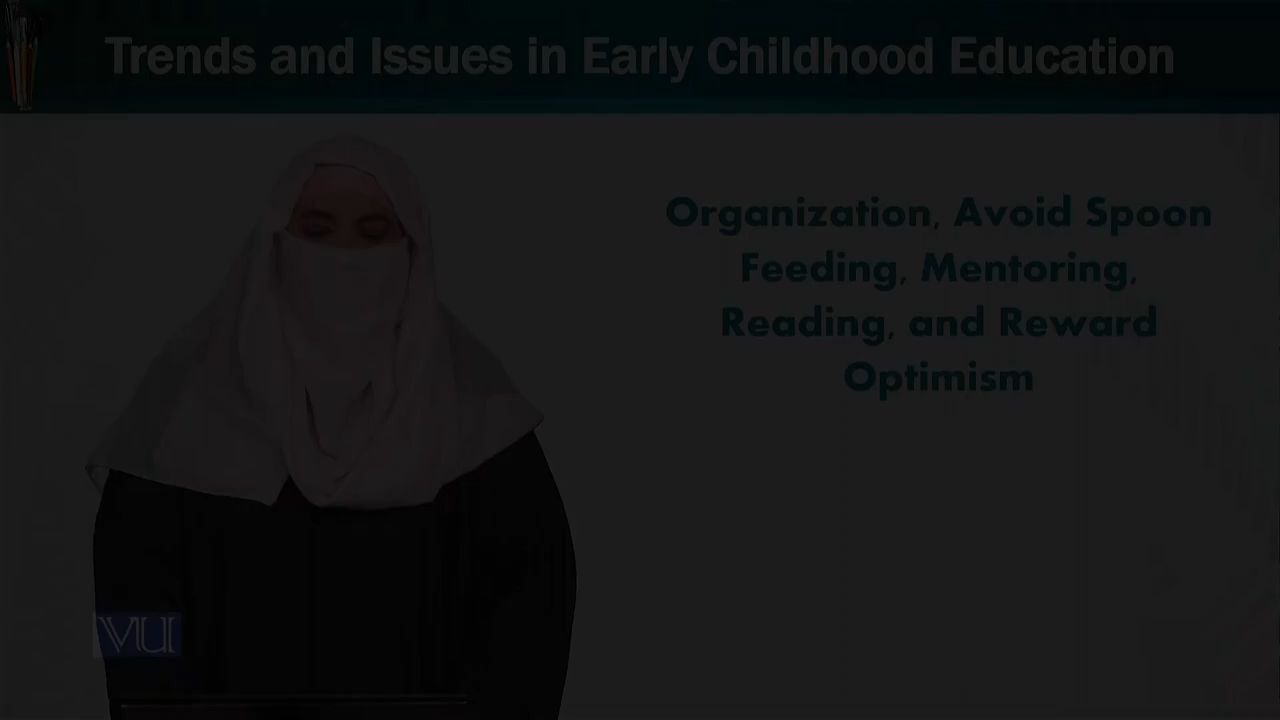 Trends and Issues in Early Childhood Education
Organization, Avoid Spoon
Feeding, Mentoring,
Reading, and Reward
Optimism
VU